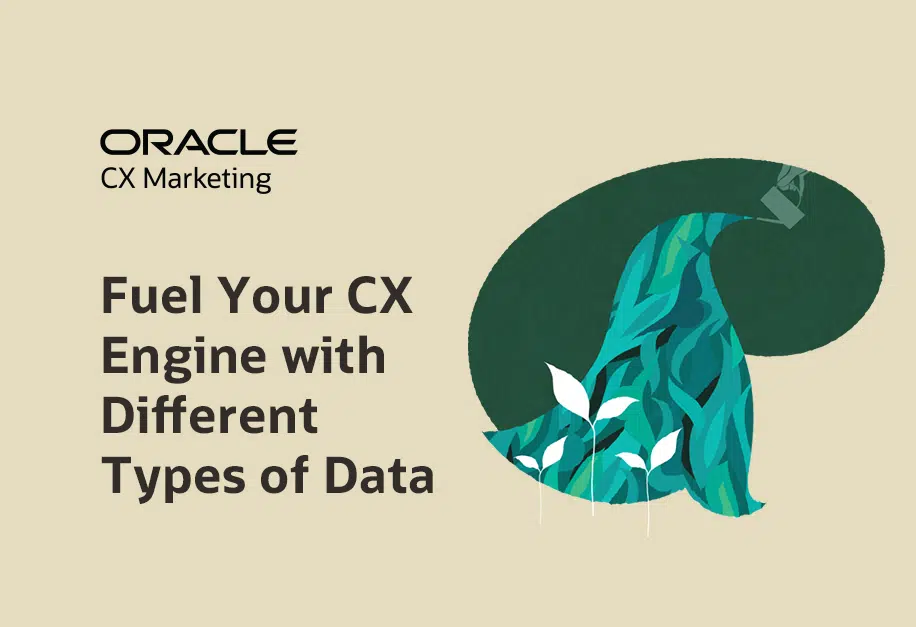 ORACLE
CX Marketing
Fuel Your CX
Engine with
Different
Types of Data